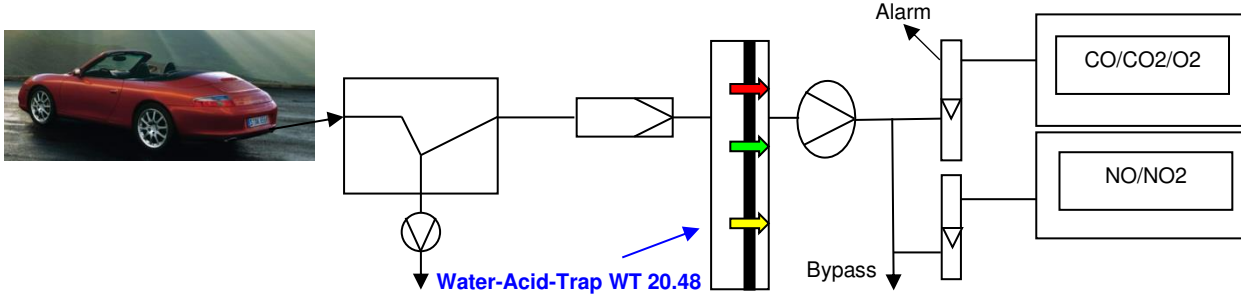 Alarm
CO/CO2/O2
NO/NO2
Bypass
Water-Acid-Trap WT 20.48